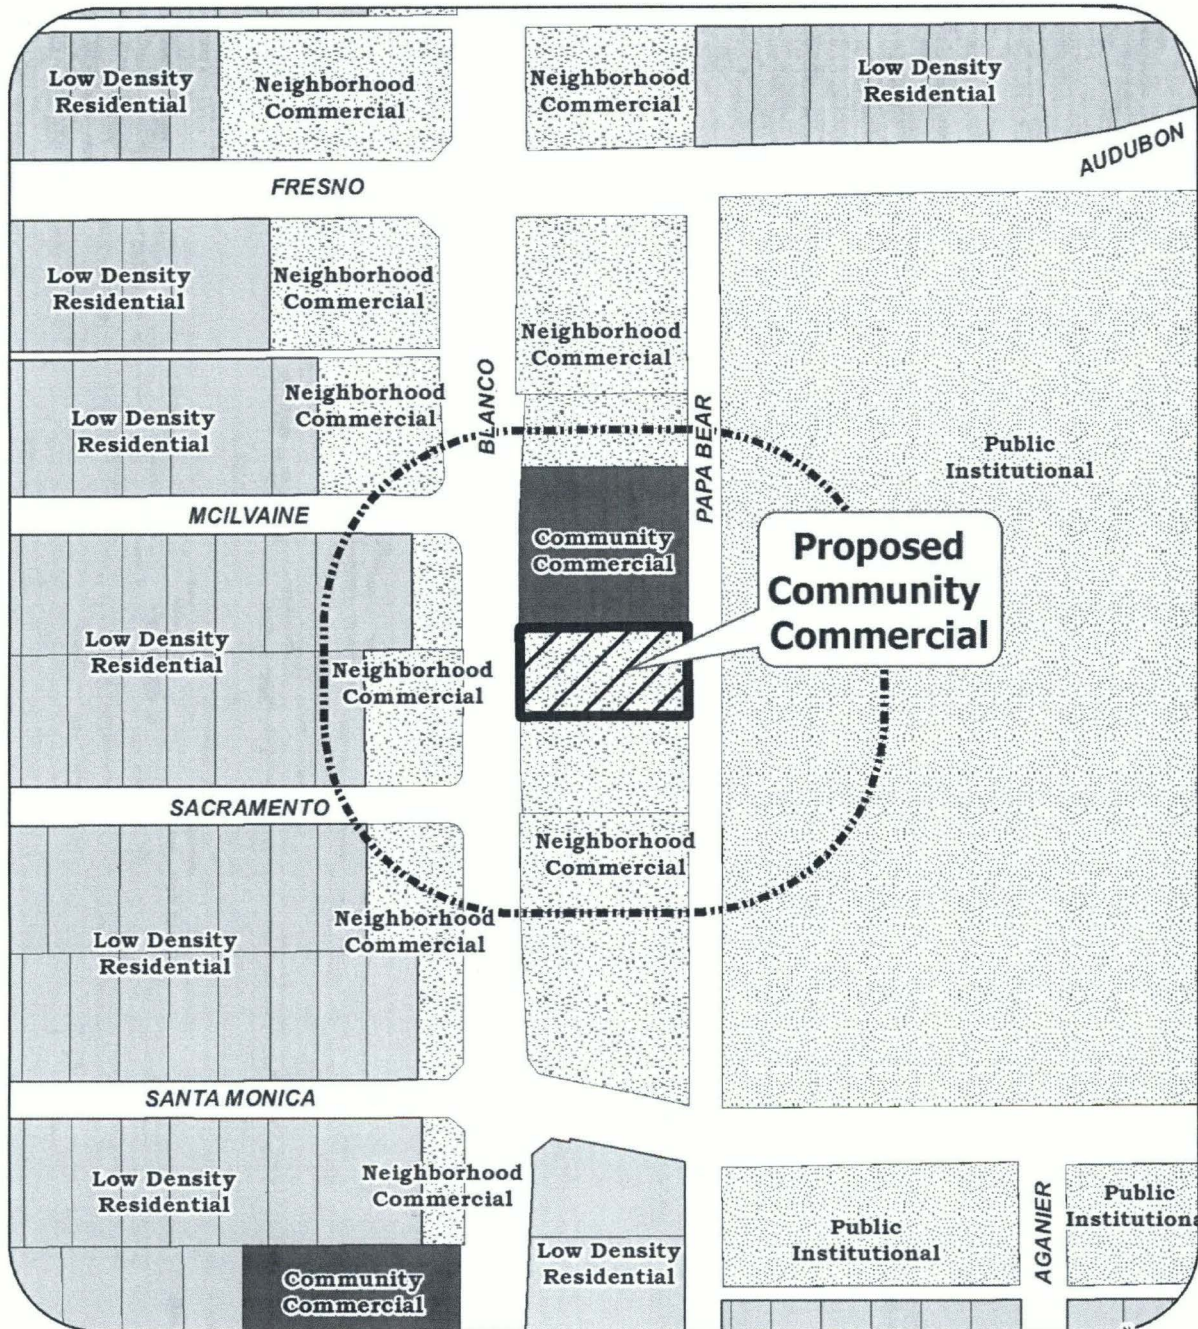 Low Density
Residential
Neighborhood
Commercial
Neighborhood
Commercial
Low Density
Residential
AUDUBON
FRESNO
Low Density
Residential
Neighborhood
Commercial
Neighborhood
Commercial
Low Density
Residential
Neighborhood
Commercial
BLANCO
PAPA BEAR
Public
Institutional
MCILVAINE
Community
Commercial
Proposed
Community
Commercial
Low Density
Residential
Neighborhood
Commercial
SACRAMENTO
Neighborhood
Commercial
Low Density
Residential
Neighborhood
Commercial
SANTA MONICA
Low Density
Residential
Neighborhood
Commercial
Low Density
Residential
Public
Institutional
AGANIER
Public
Institutiona
Community
Commercial